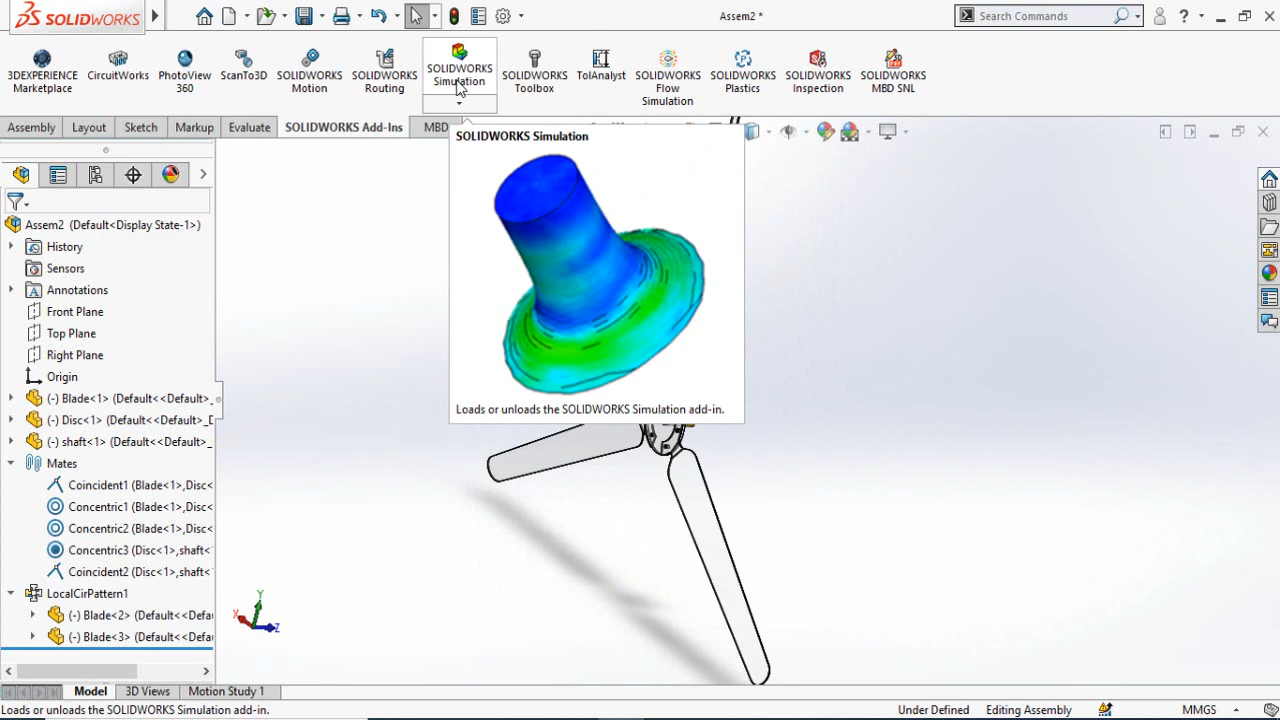 SOLIDWORKS
Assem2 *
Search Commands
3DEXPERIENCE
Marketplace
CircuitWorks
PhotoView
360
ScanTo3D
SOLIDWORKS
Motion
SOLIDWORKS
Routing
SOLIDWORKS
Simulation
SOLIDWORKS
Toolbox
TolAnalyst
SOLIDWORKS
Flow
Simulation
SOLIDWORKS
Plastics
SOLIDWORKS
Inspection
SOLIDWORKS
MBD SNL
Assembly
Layout
Sketch
Markup
Evaluate
SOLIDWORKS Add-Ins
MBD
SOLIDWORKS Simulation
Loads or unloads the SOLIDWORKS Simulation add-in.
Assem2 (Default<Display State-1>)
History
Sensors
Annotations
Front Plane
Top Plane
Right Plane
Origin
(-) Blade<1> (Default<<Default>_
(-) Disc<1> (Default<<Default>_D
(-) shaft<1> (Default<<Default>_
Mates
Coincident1 (Blade<1>,Disc<
Concentric1 (Blade<1>,Disc<
Concentric2 (Blade<1>,Disc<
Concentric3 (Disc<1>,shaft<
Coincident2 (Disc<1>,shaft<
LocalCirPattern1
(-) Blade<2> (Default<<Defau
(-) Blade<3> (Default<<Defau
Y
X
Z
Model
3D Views
Motion Study 1
Loads or unloads the SOLIDWORKS Simulation add-in.
Under Defined
Editing Assembly
MMGS